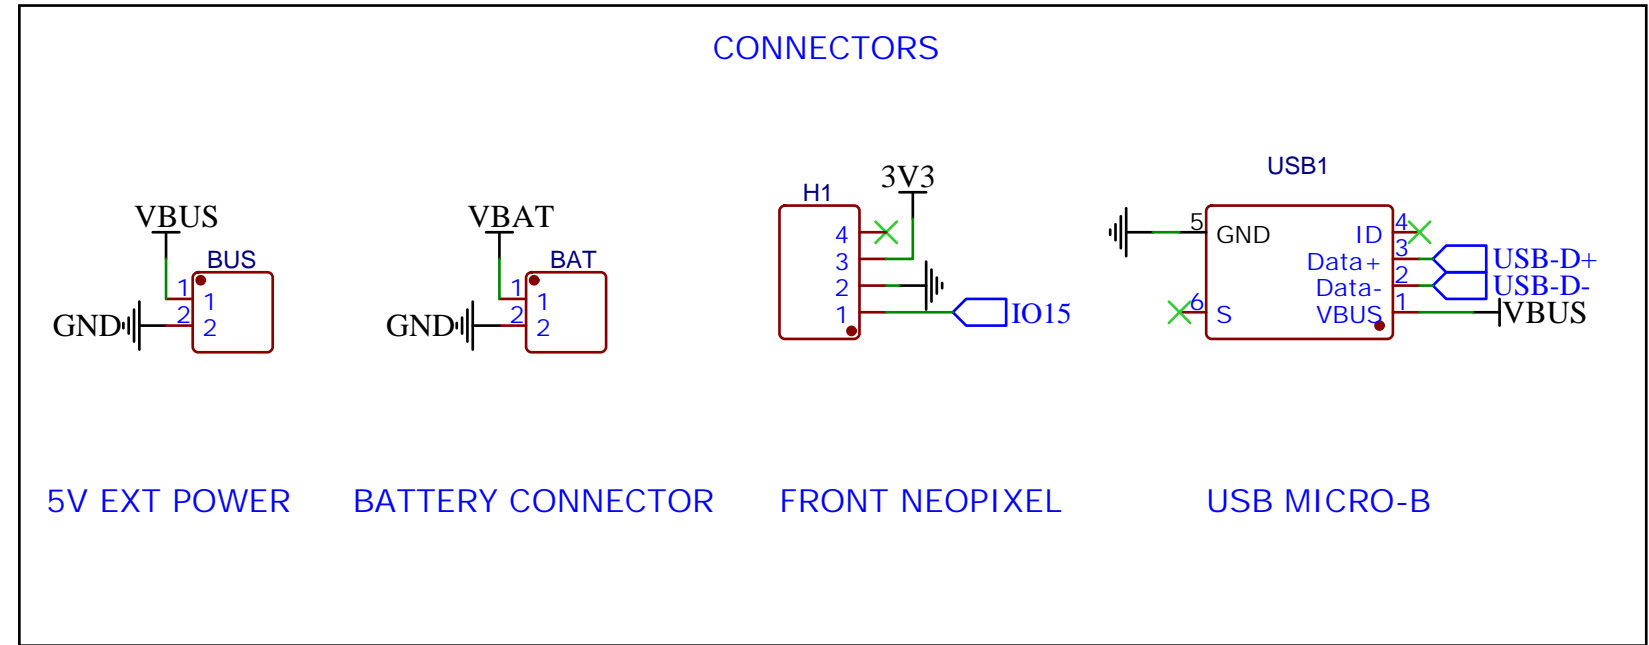 CONNECTORS
VBUS
BUS
1
1
2
2
GND
5V EXT POWER
VBAT
BAT
1
1
2
2
GND
BATTERY CONNECTOR
H1
3V3
4
3
2
1
IO15
FRONT NEOPIXEL
USB1
5
GND
6
S
ID
4
Data+
3
USB-D+
Data-
2
USB-D-
VBUS
1
VBUS
USB MICRO-B